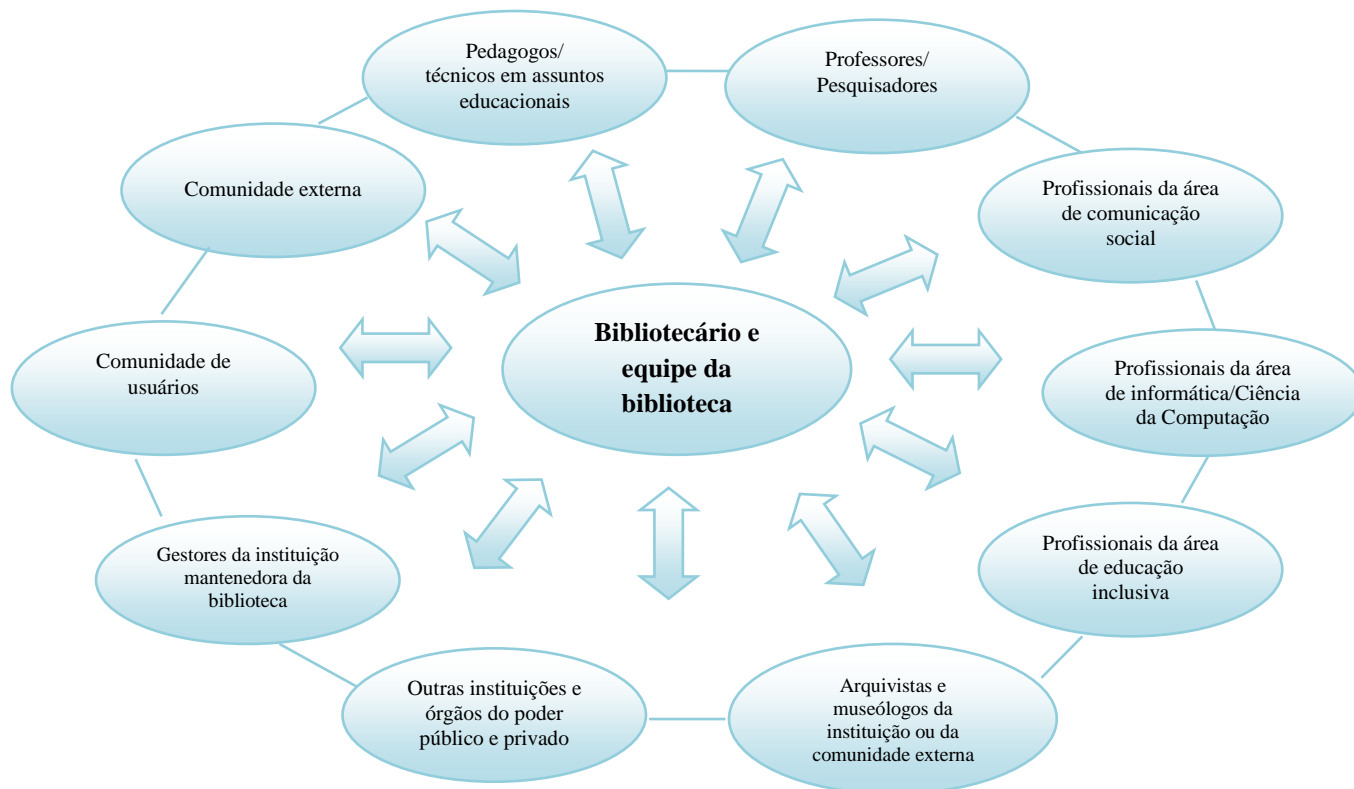 Pedagogos/
técnicos em assuntos
educacionais
Professores/
Pesquisadores
Comunidade externa
Profissionais da área
de comunicação
social
Bibliotecário e
equipe da
biblioteca
Comunidade de
usuários
Profissionais da área
de informática/Ciência
da Computação
Gestores da instituição
mantenedora da
biblioteca
Profissionais da área
de educação
inclusiva
Outras instituições e
órgãos do poder
público e privado
Arquivistas e
museólogos da
instituição ou da
comunidade externa